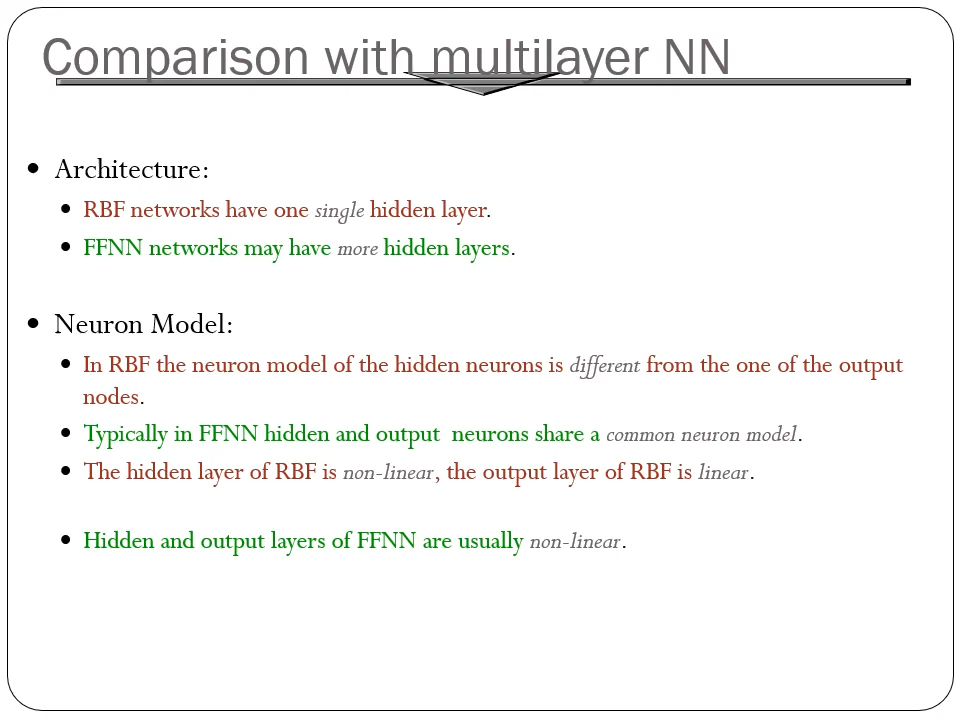 Comparison with multilayer NN
• Architecture:
• RBF networks have one single hidden layer.
• FFNN networks may have more hidden layers.
• Neuron Model:
• In RBF the neuron model of the hidden neurons is different from the one of the output
nodes.
• Typically in FFNN hidden and output neurons share a common neuron model.
• The hidden layer of RBF is non-linear, the output layer of RBF is linear.
• Hidden and output layers of FFNN are usually non-linear.